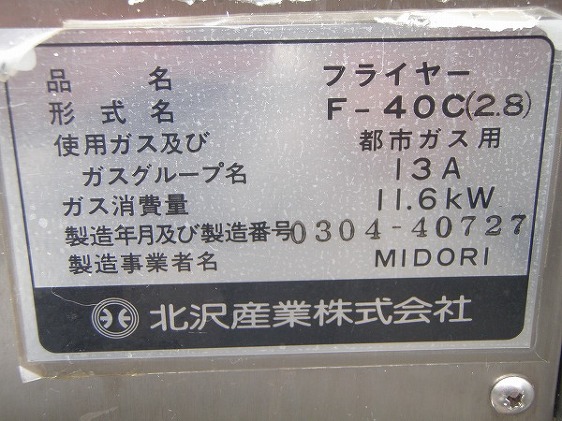 品名 フライヤー
形式名 F-40C(2.8)
使用ガス及び 都市ガス用
ガスグループ名 13A
ガス消費量 11.6kW
製造年月及び製造番号 0304-40727
製造事業者名 MIDORI
北沢産業株式会社